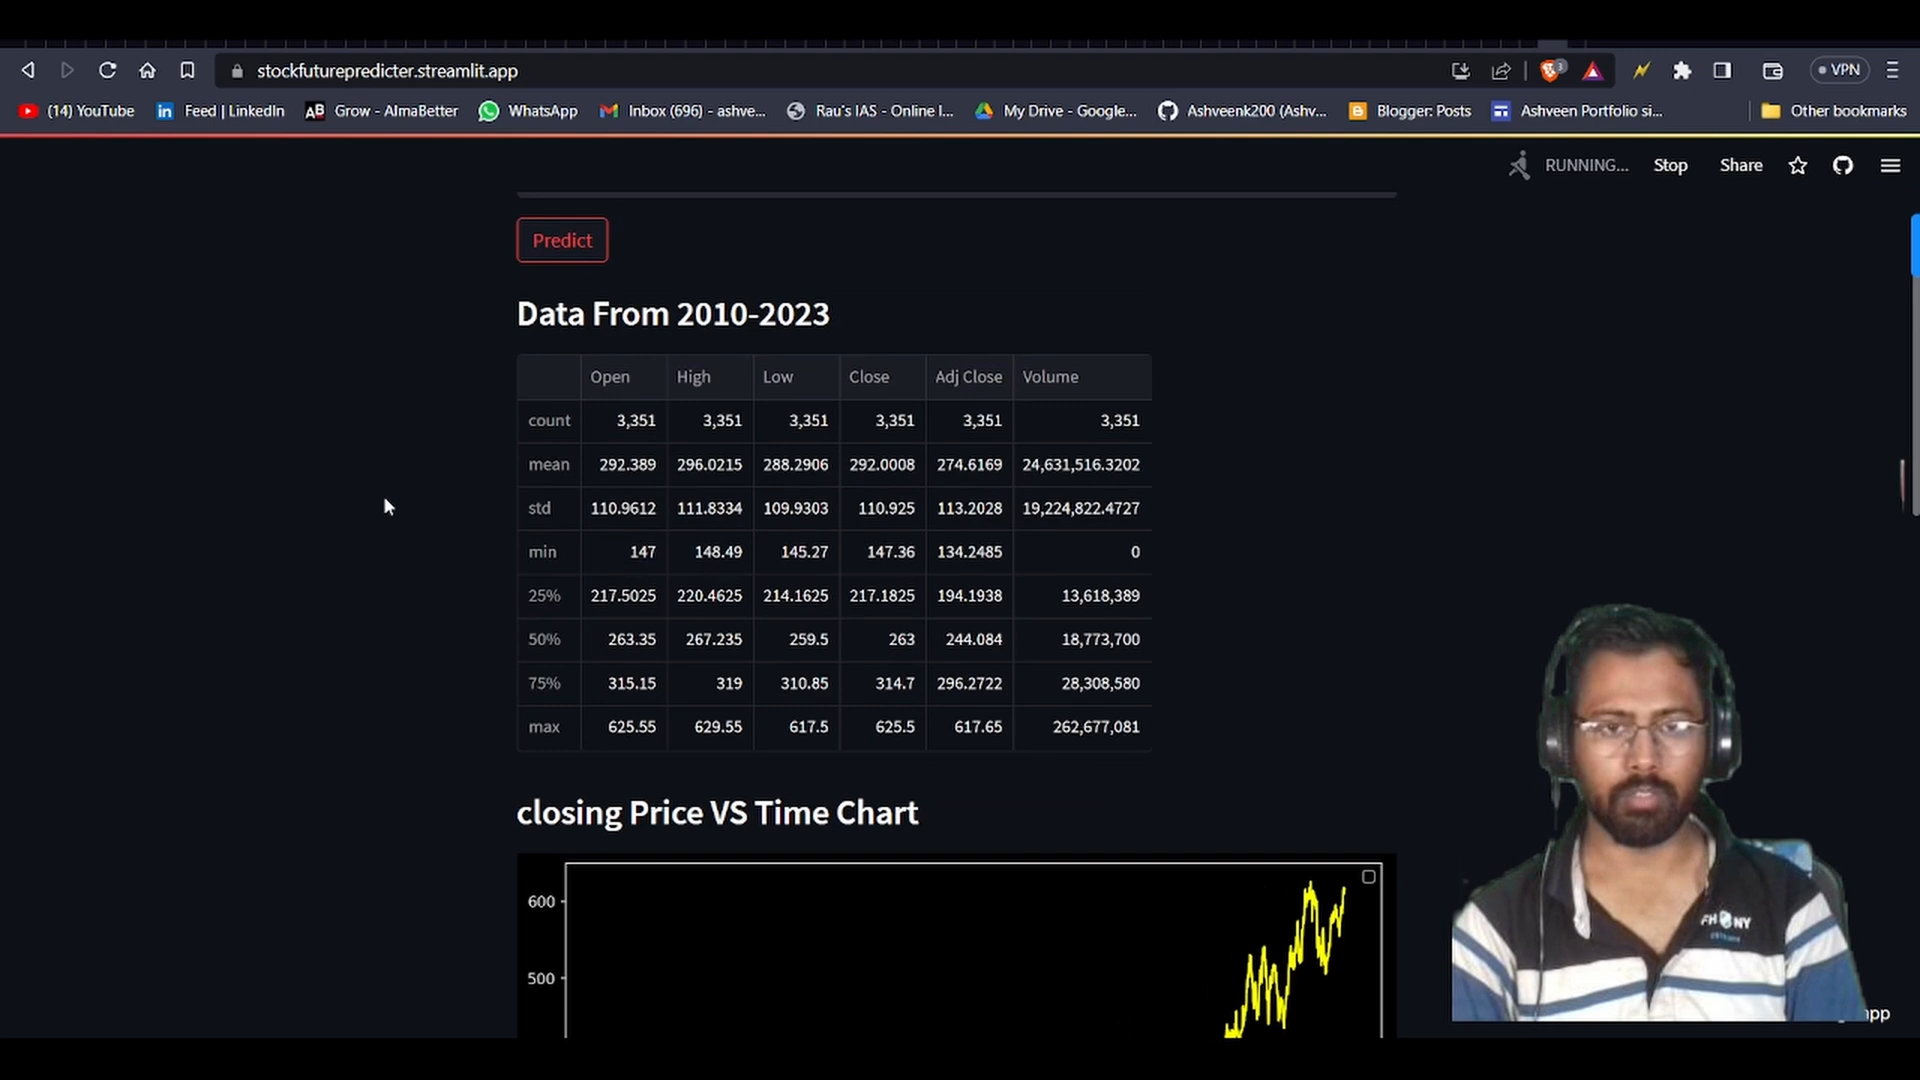 stockfuturepredicter.streamlit.app
3
VPN
(14) YouTube
Feed | LinkedIn
AB Grow - AlmaBetter
WhatsApp
Inbox (696) - ashve...
Rau's IAS - Online I...
My Drive - Google...
Ashveenk200 (Ashv...
Blogger: Posts
Ashveen Portfolio si...
Other bookmarks
RUNNING...
Stop
Share
Predict
Data From 2010-2023
Open High Low Close Adj Close Volume
count 3,351 3,351 3,351 3,351 3,351 3,351
mean 292.389 296.0215 288.2906 292.0008 274.6169 24,631,516.3202
std 110.9612 111.8334 109.9303 110.925 113.2028 19,224,822.4727
min 147 148.49 145.27 147.36 134.2485 0
25% 217.5025 220.4625 214.1625 217.1825 194.1938 13,618,389
50% 263.35 267.235 259.5 263 244.084 18,773,700
75% 315.15 319 310.85 314.7 296.2722 28,308,580
max 625.55 629.55 617.5 625.5 617.65 262,677,081
closing Price VS Time Chart
600
500